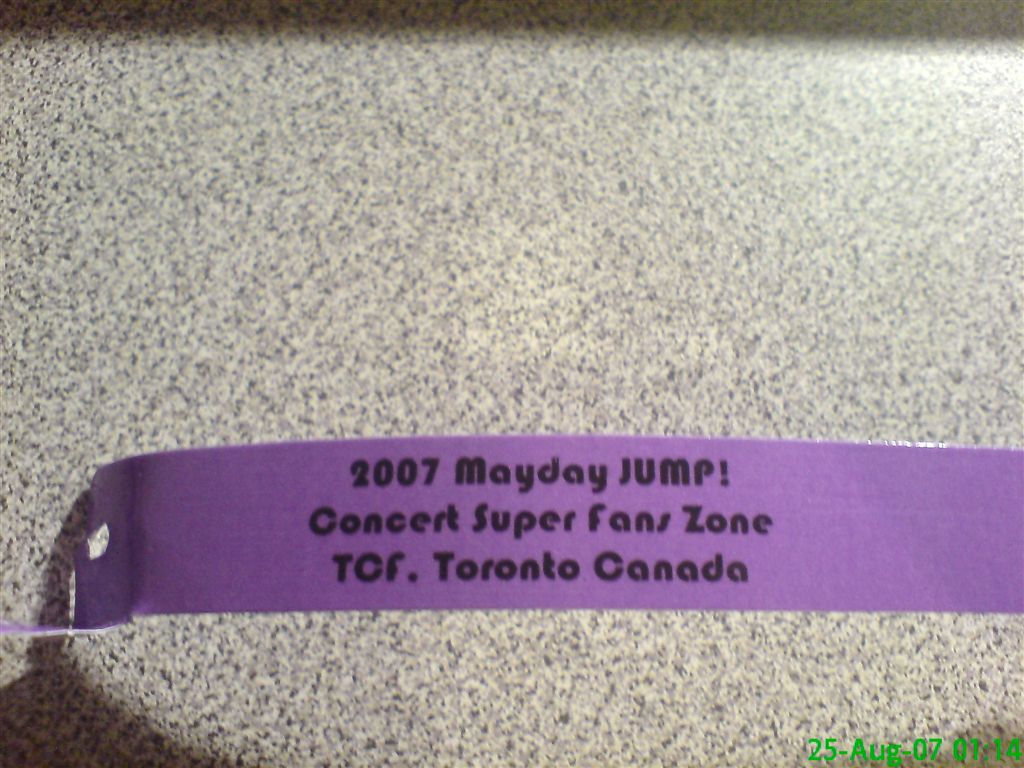 2007 Mayday JUMP!
Concert Super Fans Zone
TCF. Toronto Canada
25-Aug-07 01:14